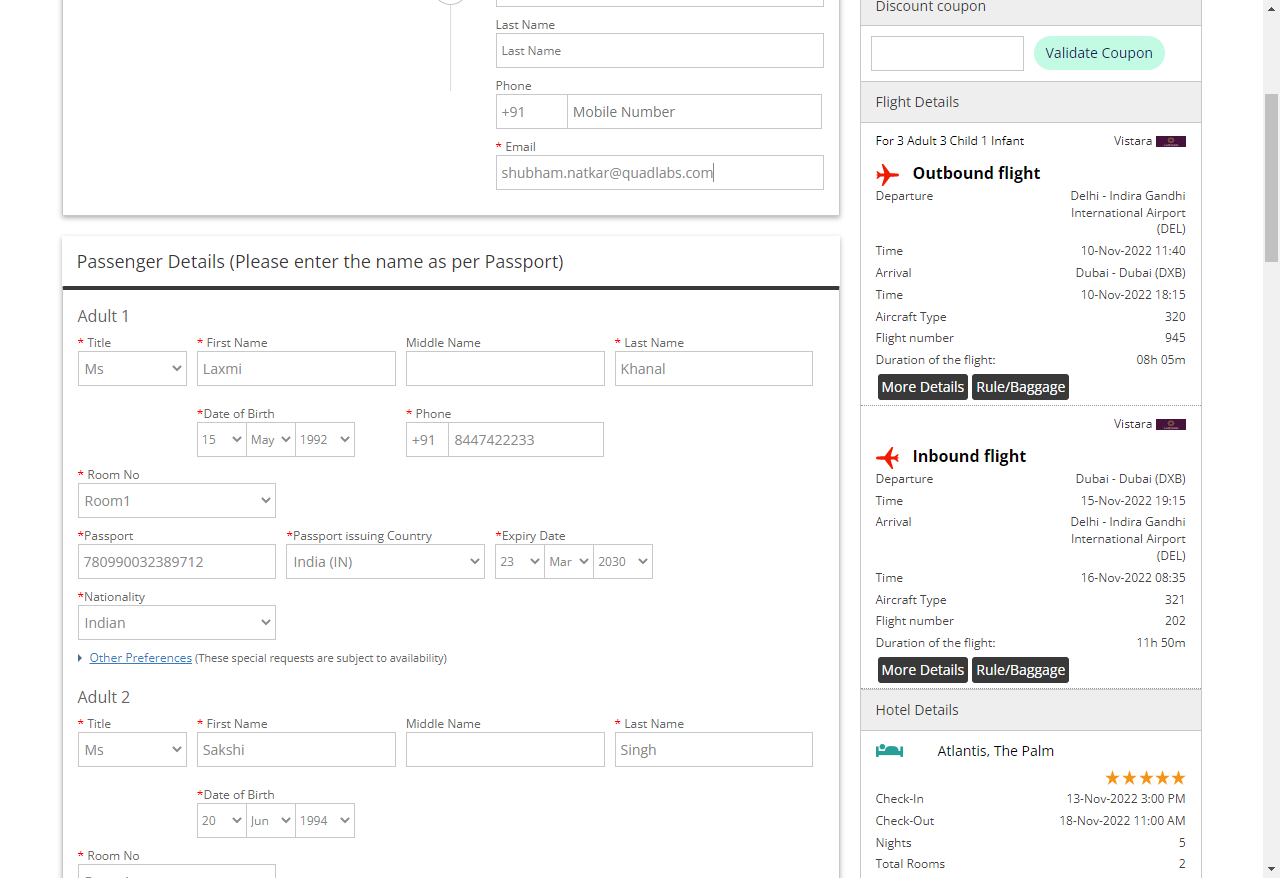 Last Name
Last Name
Phone
+91 Mobile Number
* Email
shubham.natkar@quadlabs.com
Passenger Details (Please enter the name as per Passport)
Adult 1
* Title * First Name Middle Name * Last Name
Ms Laxmi Khanal
*Date of Birth * Phone
15 May 1992 +91 8447422233
* Room No
Room1
*Passport *Passport issuing Country *Expiry Date
780990032389712 India (IN) 23 Mar 2030
*Nationality
Indian
Other Preferences (These special requests are subject to availability)
Adult 2
* Title * First Name Middle Name * Last Name
Ms Sakshi Singh
*Date of Birth
20 Jun 1994
* Room No
Discount coupon
Validate Coupon
Flight Details
For 3 Adult 3 Child 1 Infant Vistara
Outbound flight
Departure Delhi - Indira Gandhi
International Airport
(DEL)
Time 10-Nov-2022 11:40
Arrival Dubai - Dubai (DXB)
Time 10-Nov-2022 18:15
Aircraft Type 320
Flight number 945
Duration of the flight: 08h 05m
More Details Rule/Baggage
Vistara
Inbound flight
Departure Dubai - Dubai (DXB)
Time 15-Nov-2022 19:15
Arrival Delhi - Indira Gandhi
International Airport
(DEL)
Time 16-Nov-2022 08:35
Aircraft Type 321
Flight number 202
Duration of the flight: 11h 50m
More Details Rule/Baggage
Hotel Details
Atlantis, The Palm
Check-In 13-Nov-2022 3:00 PM
Check-Out 18-Nov-2022 11:00 AM
Nights 5
Total Rooms 2